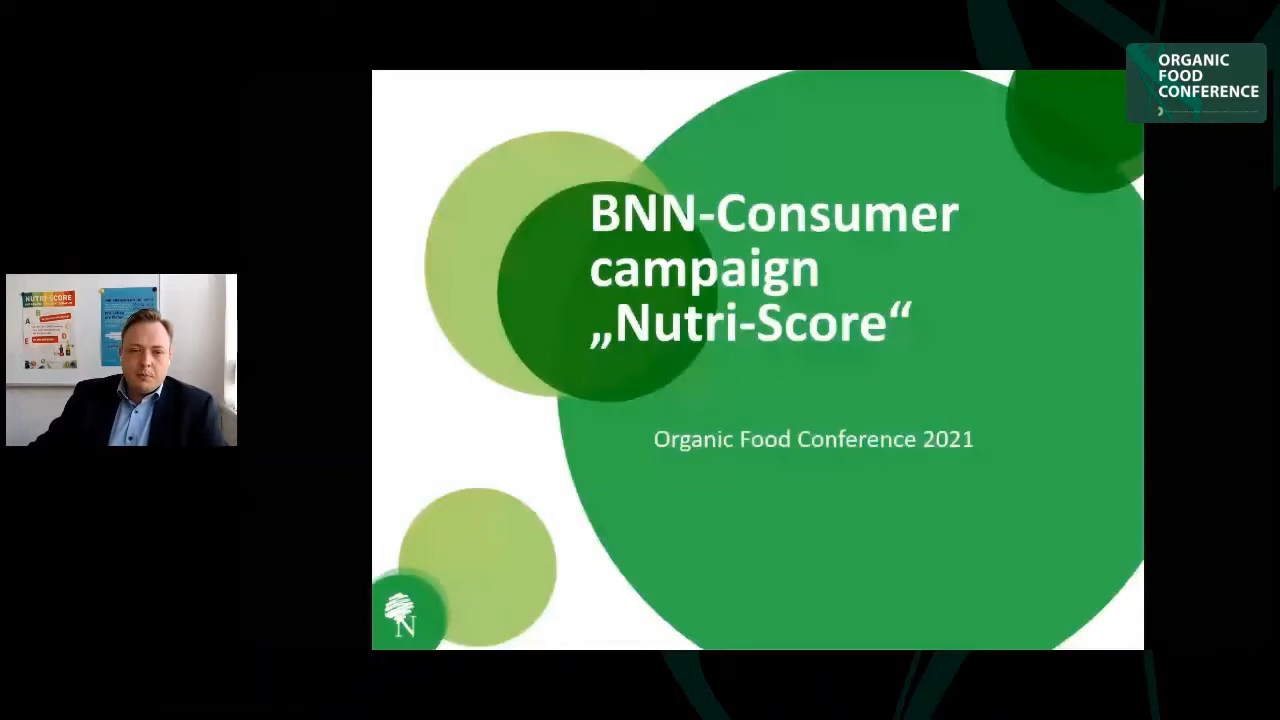 ORGANIC
FOOD
CONFERENCE
BNN-Consumer
campaign
„Nutri-Score“
Organic Food Conference 2021
N
NUTRI-SCORE